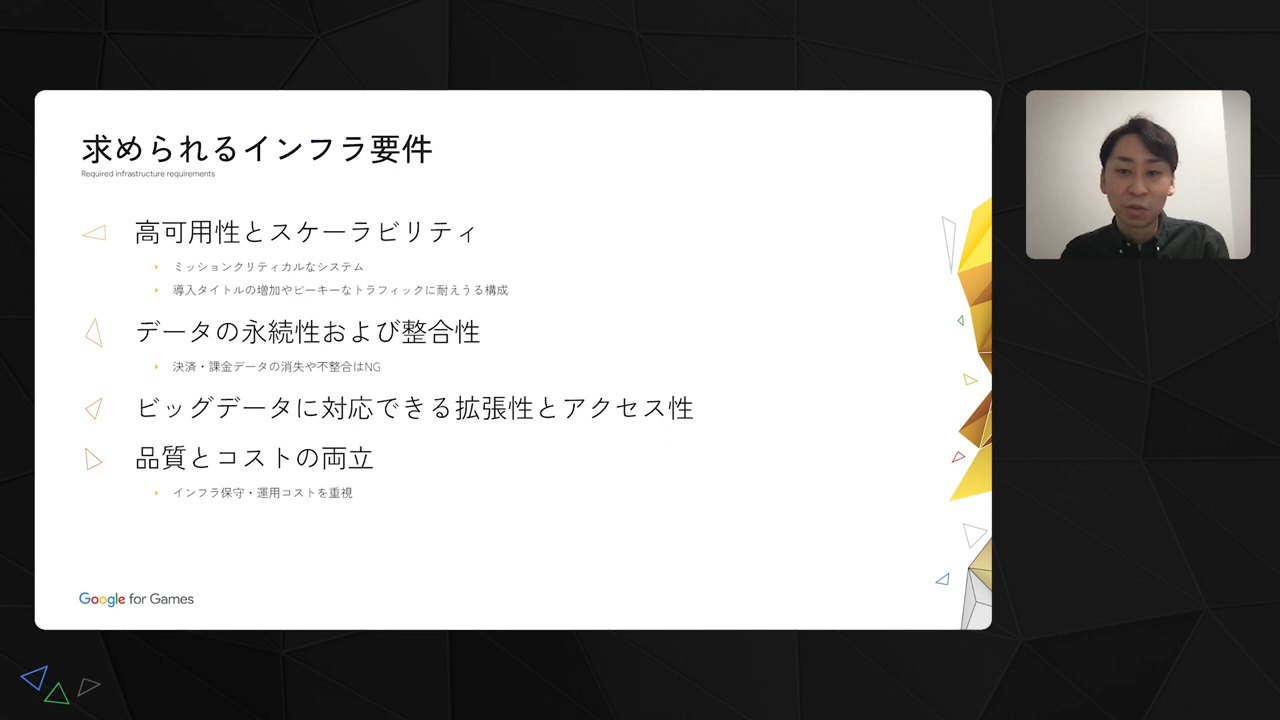 求められるインフラ要件
Required infrastructure requirements
高可用性とスケーラビリティ
ミッションクリティカルなシステム
導入タイトルの増加やピーキーなトラフィックに耐えうる構成
データの永続性および整合性
決済・課金データの消失や不整合はNG
ビッグデータに対応できる拡張性とアクセス性
品質とコストの両立
インフラ保守・運用コストを重視
Google for Games